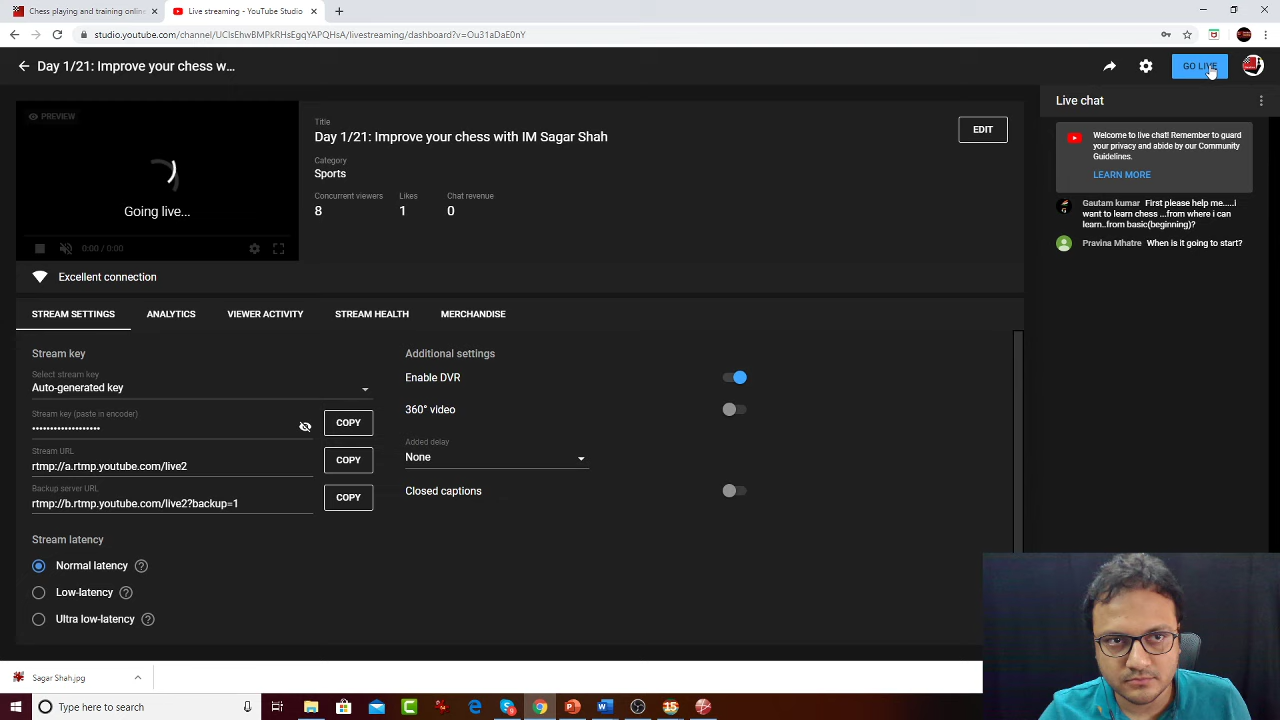 Chess playing and training online
Live streaming - YouTube Studio
studio.youtube.com/channel/UCIsEhwBMPkRHsEgqYAPQHsA/livestreaming/dashboard?v=Ou31aDaE0nY
Day 1/21: Improve your chess w...
GO LIVE
PREVIEW
Going live...
0:00 / 0:00
Title
Day 1/21: Improve your chess with IM Sagar Shah
EDIT
Category
Sports
Concurrent viewers Likes Chat revenue
8 1 0
Excellent connection
STREAM SETTINGS ANALYTICS VIEWER ACTIVITY STREAM HEALTH MERCHANDISE
Stream key
Select stream key
Auto-generated key
Stream key (paste in encoder)
••••••••••••••••••• COPY
Stream URL
rtmp://a.rtmp.youtube.com/live2 COPY
Backup server URL
rtmp://b.rtmp.youtube.com/live2?backup=1 COPY
Stream latency
Normal latency
Low-latency
Ultra low-latency
Additional settings
Enable DVR
360° video
Added delay
None
Closed captions
Live chat
Welcome to live chat! Remember to guard
your privacy and abide by our Community
Guidelines.
LEARN MORE
Gautam kumar First please help me.....i
want to learn chess ...from where i can
learn..from basic(beginning)?
Pravina Mhatre When is it going to start?
Sagar Shah.jpg
Type here to search
15